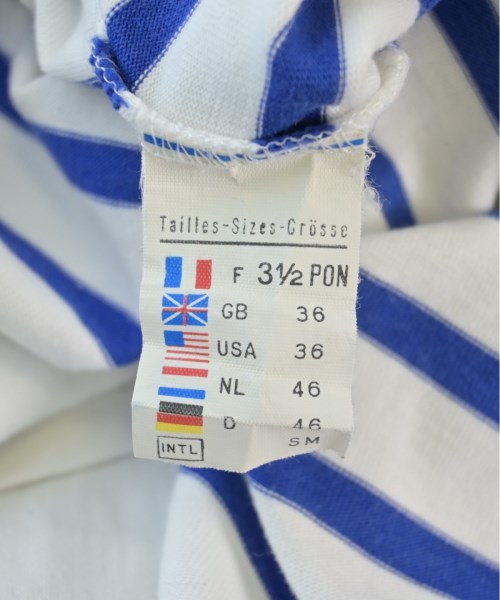 Tailles-Sizes-Grösse
F 3½ PON
GB 36
USA 36
NL 46
D 46
INTL SM